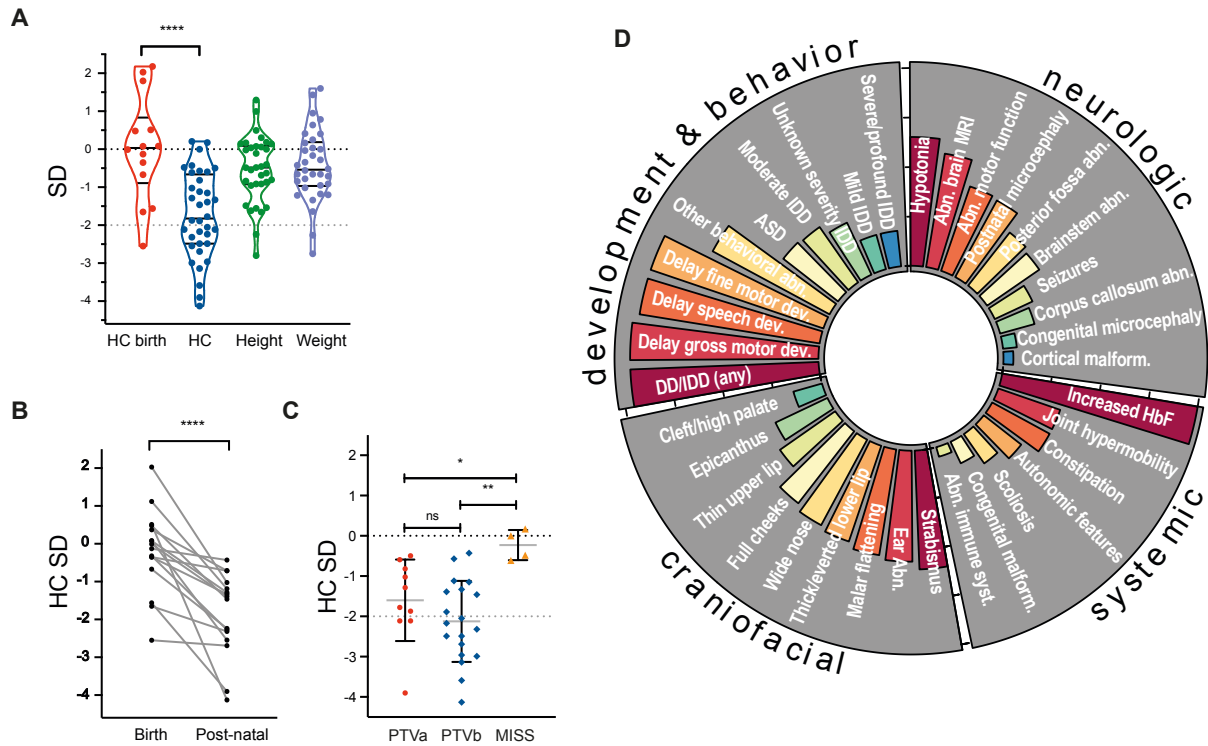 A
****
SD
2
1
0
-1
-2
-3
-4
HC birth
HC
Height
Weight
B
****
HC SD
2
1
0
-1
-2
-3
-4
Birth
Post-natal
C
*
**
ns
HC SD
2
1
0
-1
-2
-3
-4
PTVa
PTVb
MISS
D
development & behavior
Severe/profound IDD
Mild IDD
Unknown severity IDD
Moderate IDD
ASD
Other behavioral abn.
Delay fine motor dev.
Delay speech dev.
Delay gross motor dev.
DD/IDD (any)
neurologic
Hypotonia
Abn. brain MRI
Abn. motor function
Postnatal microcephaly
Posterior fossa abn.
Brainstem abn.
Seizures
Corpus callosum abn.
Congenital microcephaly
Cortical malform.
systemic
Increased HbF
Joint hypermobility
Constipation
Autonomic features
Scoliosis
Congenital malform.
Abn. immune syst.
craniofacial
Strabismus
Ear Abn.
Malar flattening
Thick/everted lower lip
Wide nose
Full cheeks
Thin upper lip
Epicanthus
Cleft/high palate